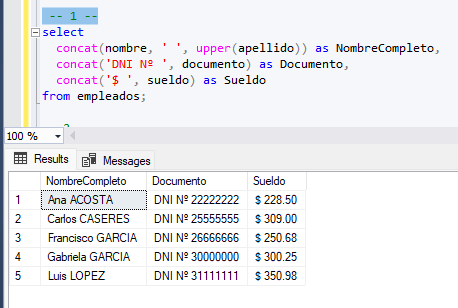 -- 1 --
select
concat(nombre, ' ', upper(apellido)) as NombreCompleto,
concat('DNI Nº ', documento) as Documento,
concat('$ ', sueldo) as Sueldo
from empleados;
100 %
Results Messages
NombreCompleto Documento Sueldo
1 Ana ACOSTA DNI Nº 22222222 $ 228.50
2 Carlos CASERES DNI Nº 25555555 $ 309.00
3 Francisco GARCIA DNI Nº 26666666 $ 250.68
4 Gabriela GARCIA DNI Nº 30000000 $ 300.25
5 Luis LOPEZ DNI Nº 31111111 $ 350.98